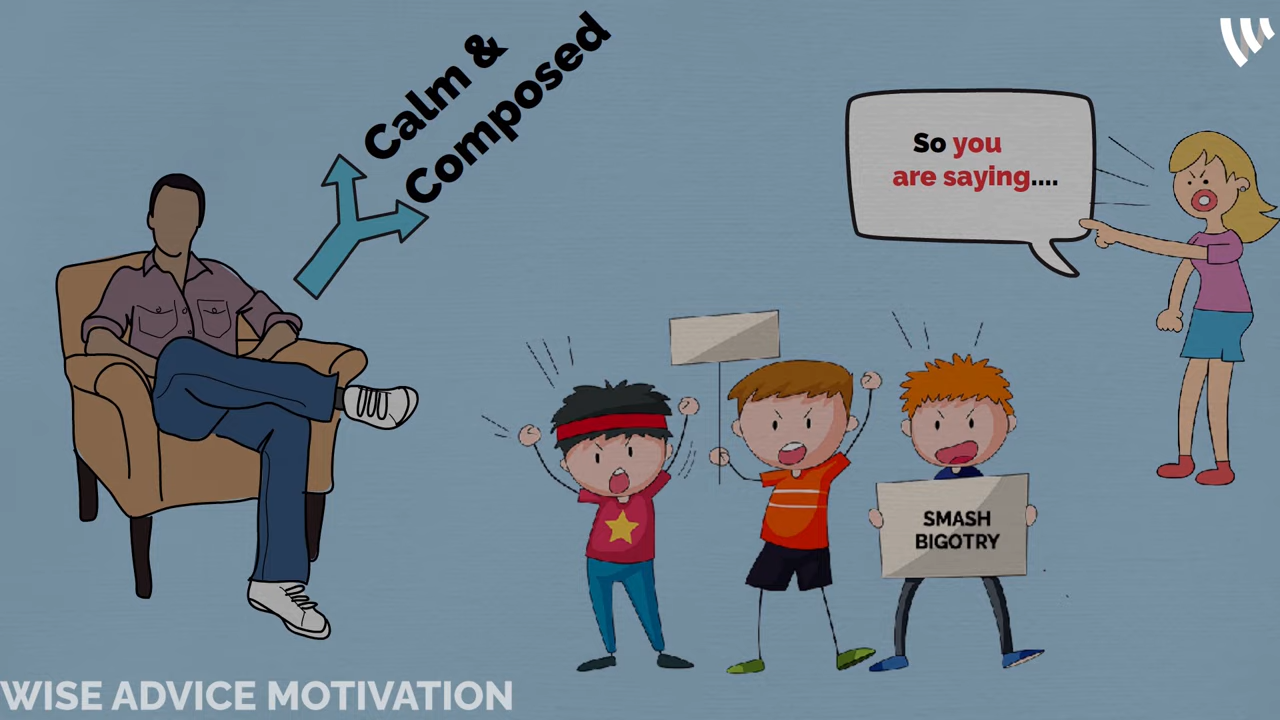 Calm &
Composed
So you
are saying....
SMASH
BIGOTRY
WISE ADVICE MOTIVATION